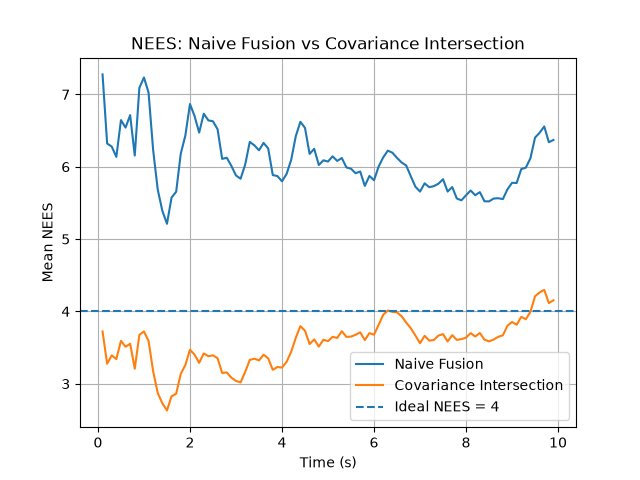 NEES: Naive Fusion vs Covariance Intersection
7
6
5
4
3
Mean NEES
0
2
4
6
8
10
Time (s)
Naive Fusion
Covariance Intersection
Ideal NEES = 4